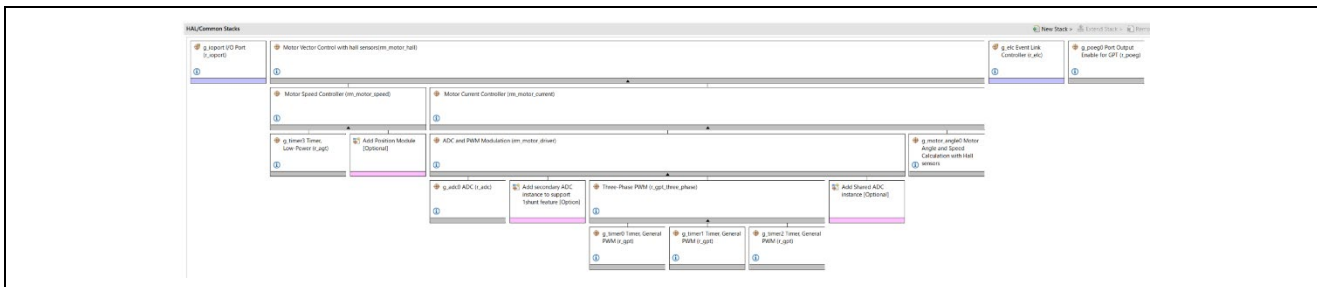 HAL/Common Stacks
New Stack > Extend Stack >
g_ioport I/O Port
(r_ioport)
Motor Vector Control with hall sensors(rm_motor_hall)
g_elc Event Link
Controller (r_elc)
g_poeg0 Port Output
Enable for GPT (r_poeg)
Motor Speed Controller (rm_motor_speed)
Motor Current Controller (rm_motor_current)
g_timer3 Timer,
Low-Power (r_agt)
Add Position Module
[Optional]
ADC and PWM Modulation (rm_motor_driver)
g_motor_angle0 Motor
Angle and Speed
Calculation with Hall
sensors
g_adc0 ADC (r_adc)
Add secondary ADC
instance to support
1shunt feature [Option]
Three-Phase PWM (r_gpt_three_phase)
Add Shared ADC
instance [Optional]
g_timer0 Timer, General
PWM (r_gpt)
g_timer1 Timer, General
PWM (r_gpt)
g_timer2 Timer, General
PWM (r_gpt)